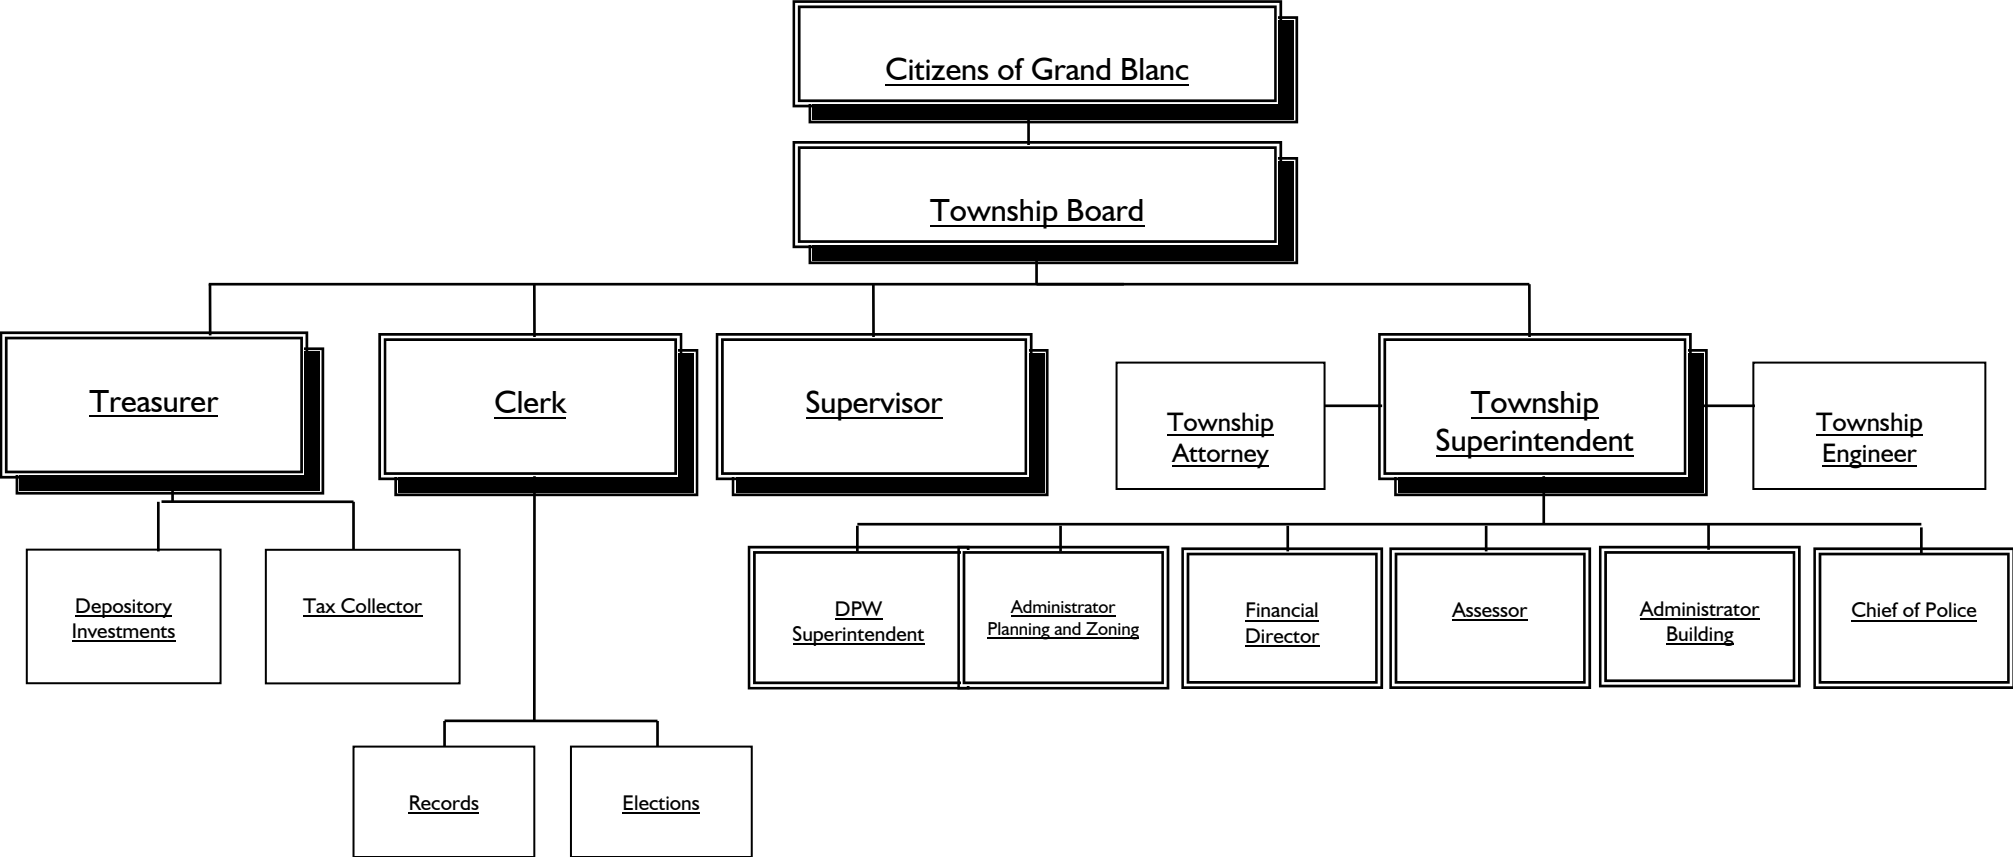 Citizens of Grand Blanc
Township Board
Treasurer
Clerk
Supervisor
Township
Attorney
Township
Superintendent
Township
Engineer
Depository
Investments
Tax Collector
DPW
Superintendent
Administrator
Planning and Zoning
Financial
Director
Assessor
Administrator
Building
Chief of Police
Records
Elections